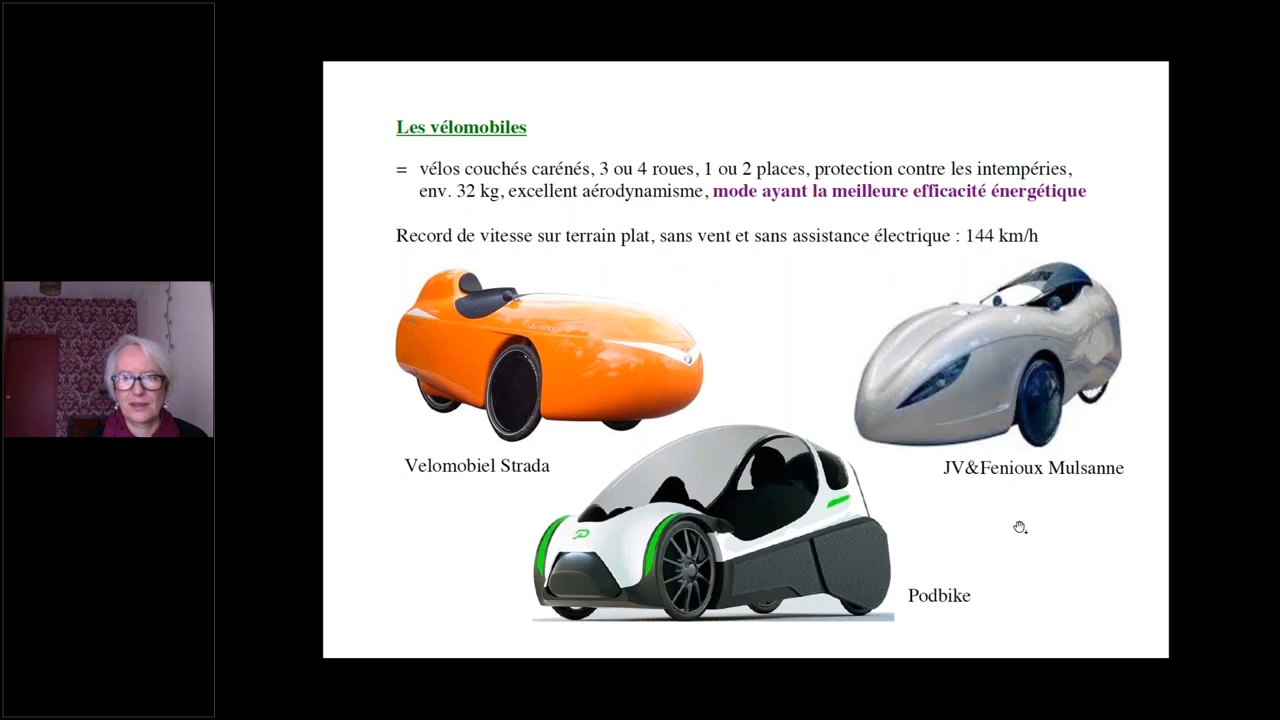 Les vélomobiles
= vélos couchés carénés, 3 ou 4 roues, 1 ou 2 places, protection contre les intempéries,
env. 32 kg, excellent aérodynamisme, mode ayant la meilleure efficacité énergétique
Record de vitesse sur terrain plat, sans vent et sans assistance électrique : 144 km/h
Velomobiel Strada
JV&Fenioux Mulsanne
Podbike